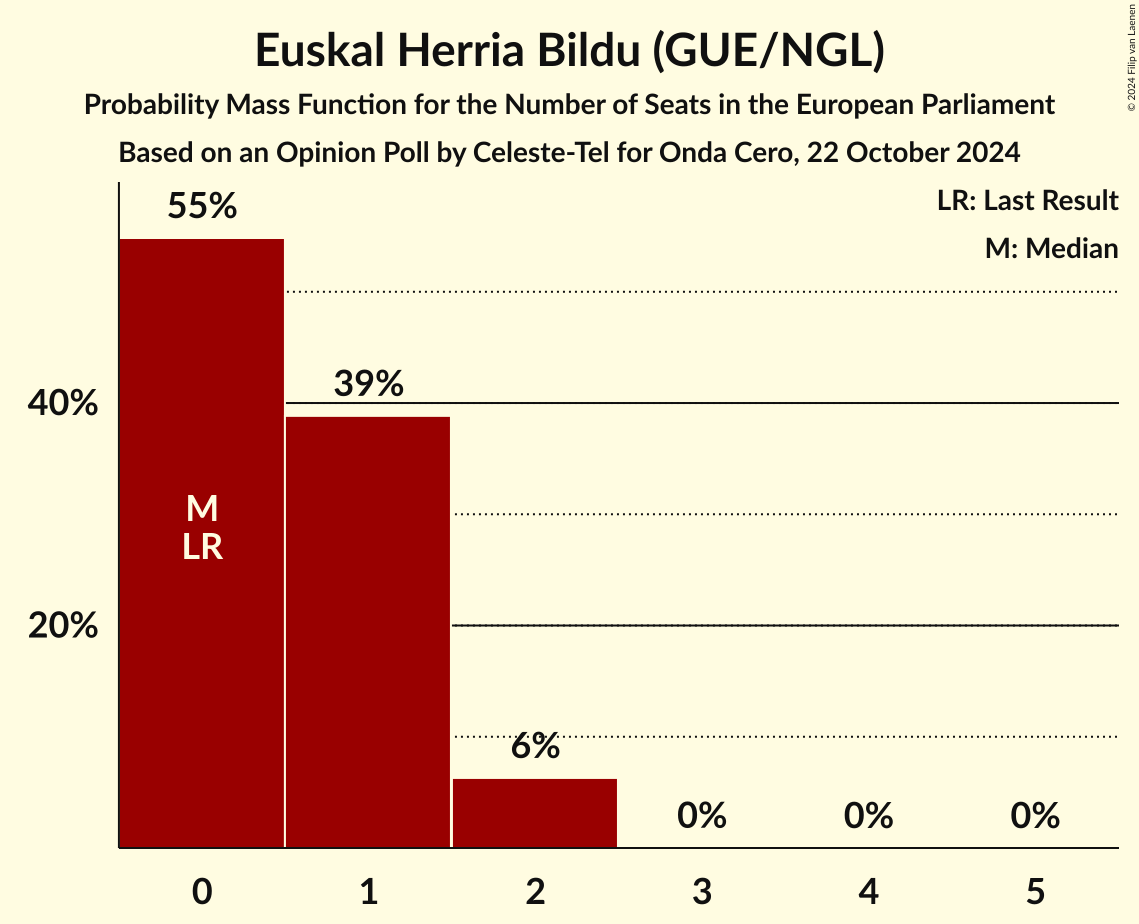 Euskal Herria Bildu (GUE/NGL)
Probability Mass Function for the Number of Seats in the European Parliament
Based on an Opinion Poll by Celeste-Tel for Onda Cero, 22 October 2024
© 2024 Filip van Laenen
LR: Last Result
M: Median
55%
39%
40%
M
LR
20%
6%
0%
0%
0%
0
1
2
3
4
5